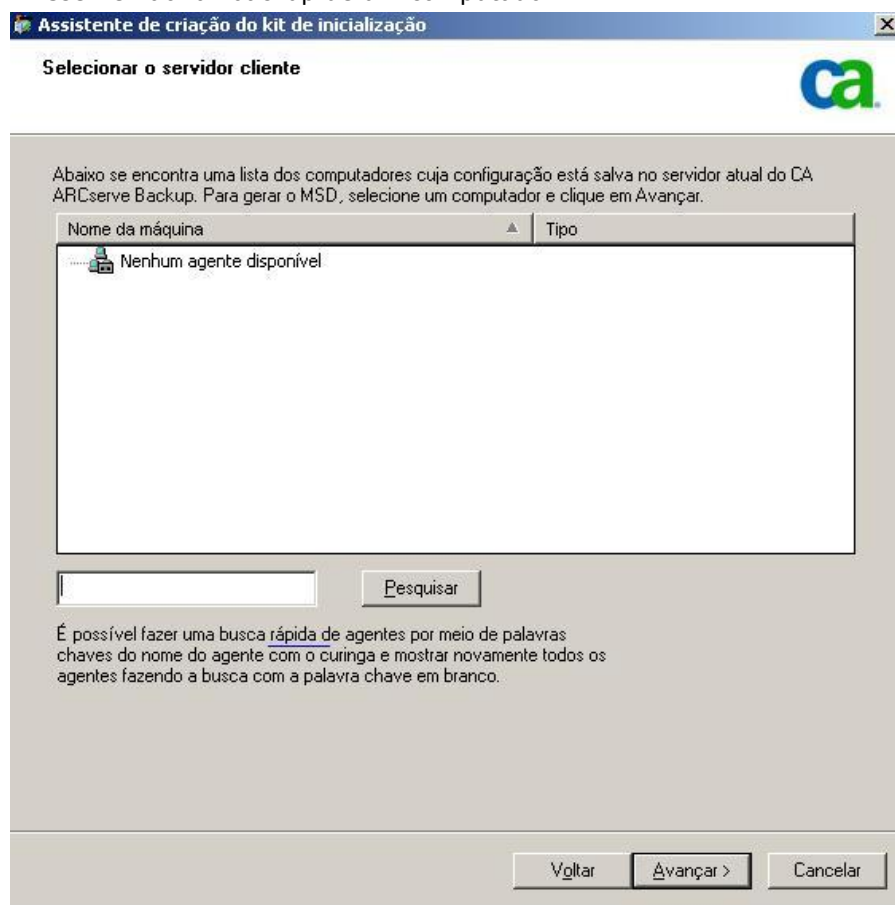 Assistente de criação do kit de inicialização
Selecionar o servidor cliente
ca
Abaixo se encontra uma lista dos computadores cuja configuração está salva no servidor atual do CA
ARCserve Backup. Para gerar o MSD, selecione um computador e clique em Avançar.
Nome da máquina Tipo
Nenhum agente disponível
Pesquisar
É possível fazer uma busca rápida de agentes por meio de palavras
chaves do nome do agente com o curinga e mostrar novamente todos os
agentes fazendo a busca com a palavra chave em branco.
Voltar Avançar > Cancelar